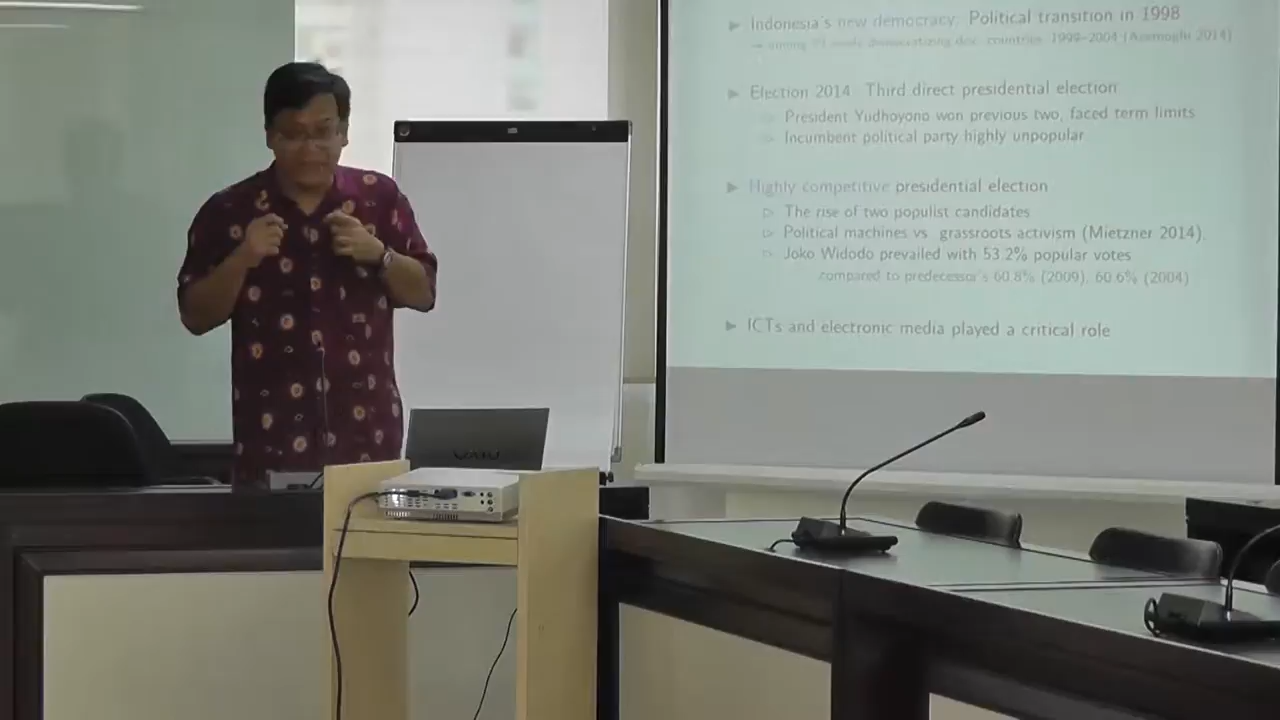 Indonesia's new democracy. Political transition in 1998
countries, 1999-2004
Election 2014. Third direct presidential election
President Yudhoyono won previous two, faced term limits
Incumbent political party highly unpopular
Highly competitive presidential election
The rise of two populist candidates
Political machines vs. grassroots activism (Mietzner 2014).
Joko Widodo prevailed with 53.2% popular votes
compared to predecessor's 60.8% (2009), 60.6% (2004)
ICTs and electronic media played a critical role
VAIO